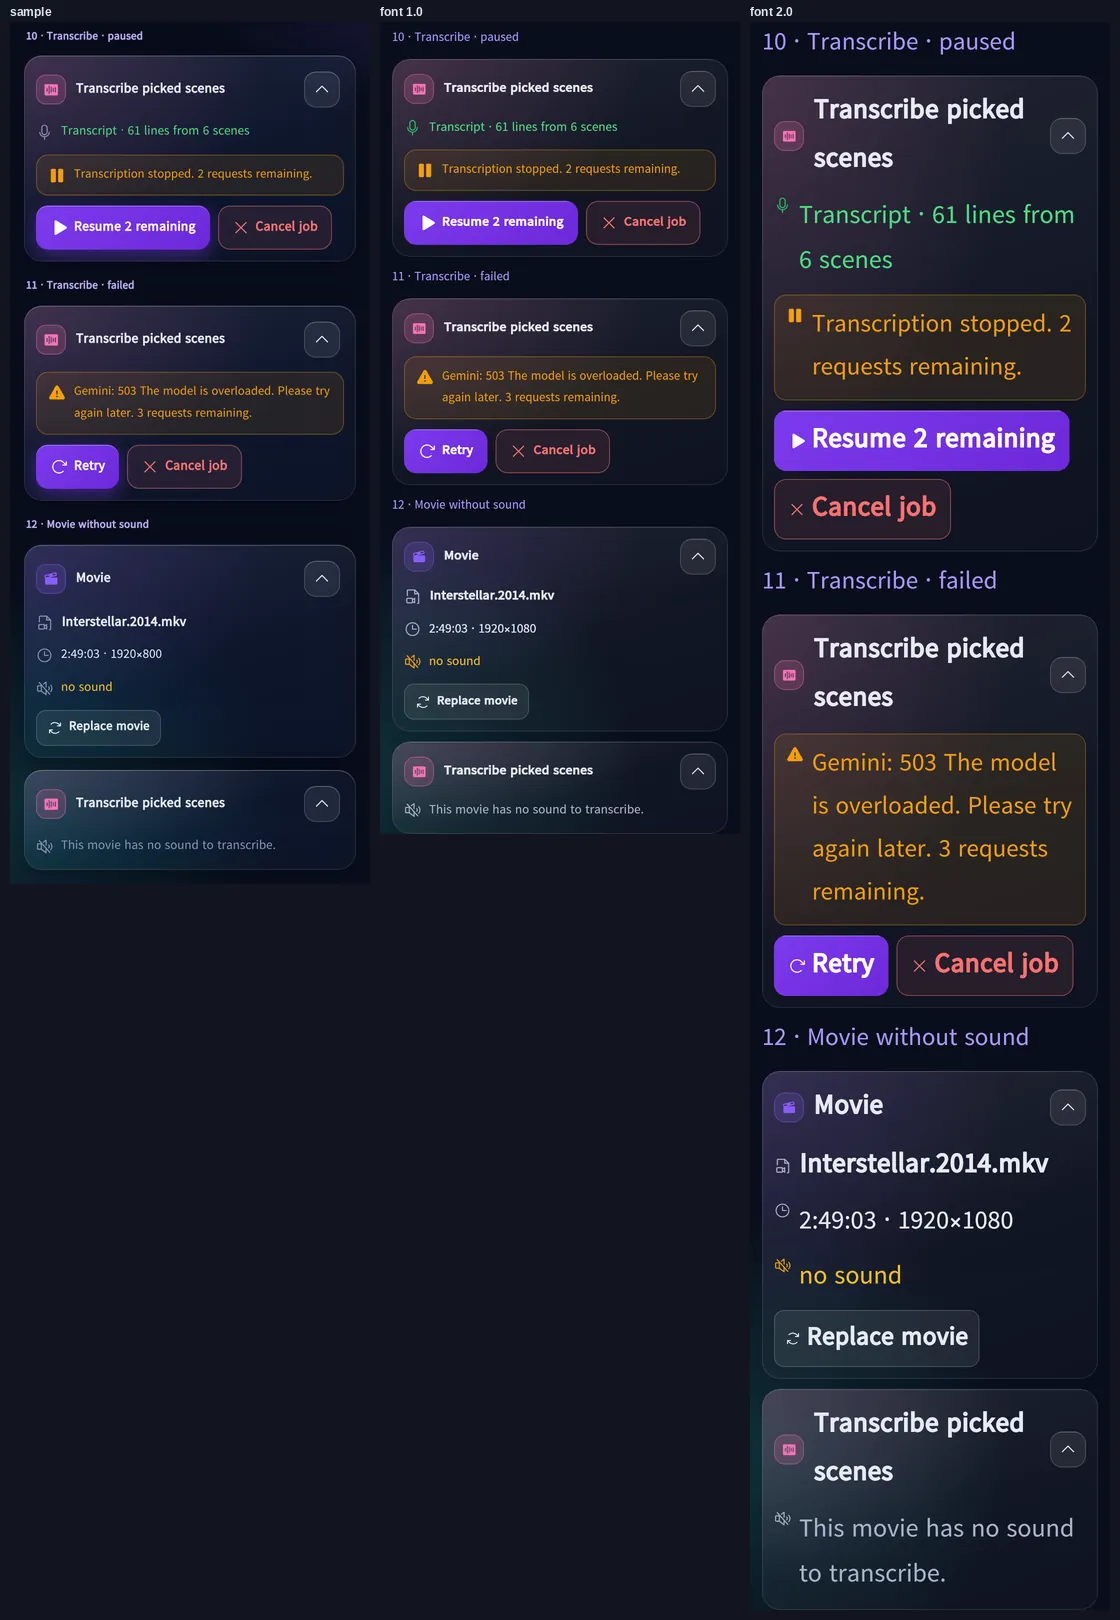 sample
10 · Transcribe · paused
Transcribe picked scenes
Transcript · 61 lines from 6 scenes
Transcription stopped. 2 requests remaining.
Resume 2 remaining
Cancel job
11 · Transcribe · failed
Transcribe picked scenes
Gemini: 503 The model is overloaded. Please try
again later. 3 requests remaining.
Retry
Cancel job
12 · Movie without sound
Movie
Interstellar.2014.mkv
2:49:03 · 1920×800
no sound
Replace movie
Transcribe picked scenes
This movie has no sound to transcribe.
font 1.0
10 · Transcribe · paused
Transcribe picked scenes
Transcript · 61 lines from 6 scenes
Transcription stopped. 2 requests remaining.
Resume 2 remaining
Cancel job
11 · Transcribe · failed
Transcribe picked scenes
Gemini: 503 The model is overloaded. Please try
again later. 3 requests remaining.
Retry
Cancel job
12 · Movie without sound
Movie
Interstellar.2014.mkv
2:49:03 · 1920×1080
no sound
Replace movie
Transcribe picked scenes
This movie has no sound to transcribe.
font 2.0
10 · Transcribe · paused
Transcribe picked
scenes
Transcript · 61 lines from
6 scenes
Transcription stopped. 2
requests remaining.
Resume 2 remaining
Cancel job
11 · Transcribe · failed
Transcribe picked
scenes
Gemini: 503 The model
is overloaded. Please try
again later. 3 requests
remaining.
Retry
Cancel job
12 · Movie without sound
Movie
Interstellar.2014.mkv
2:49:03 · 1920×1080
no sound
Replace movie
Transcribe picked
scenes
This movie has no sound
to transcribe.